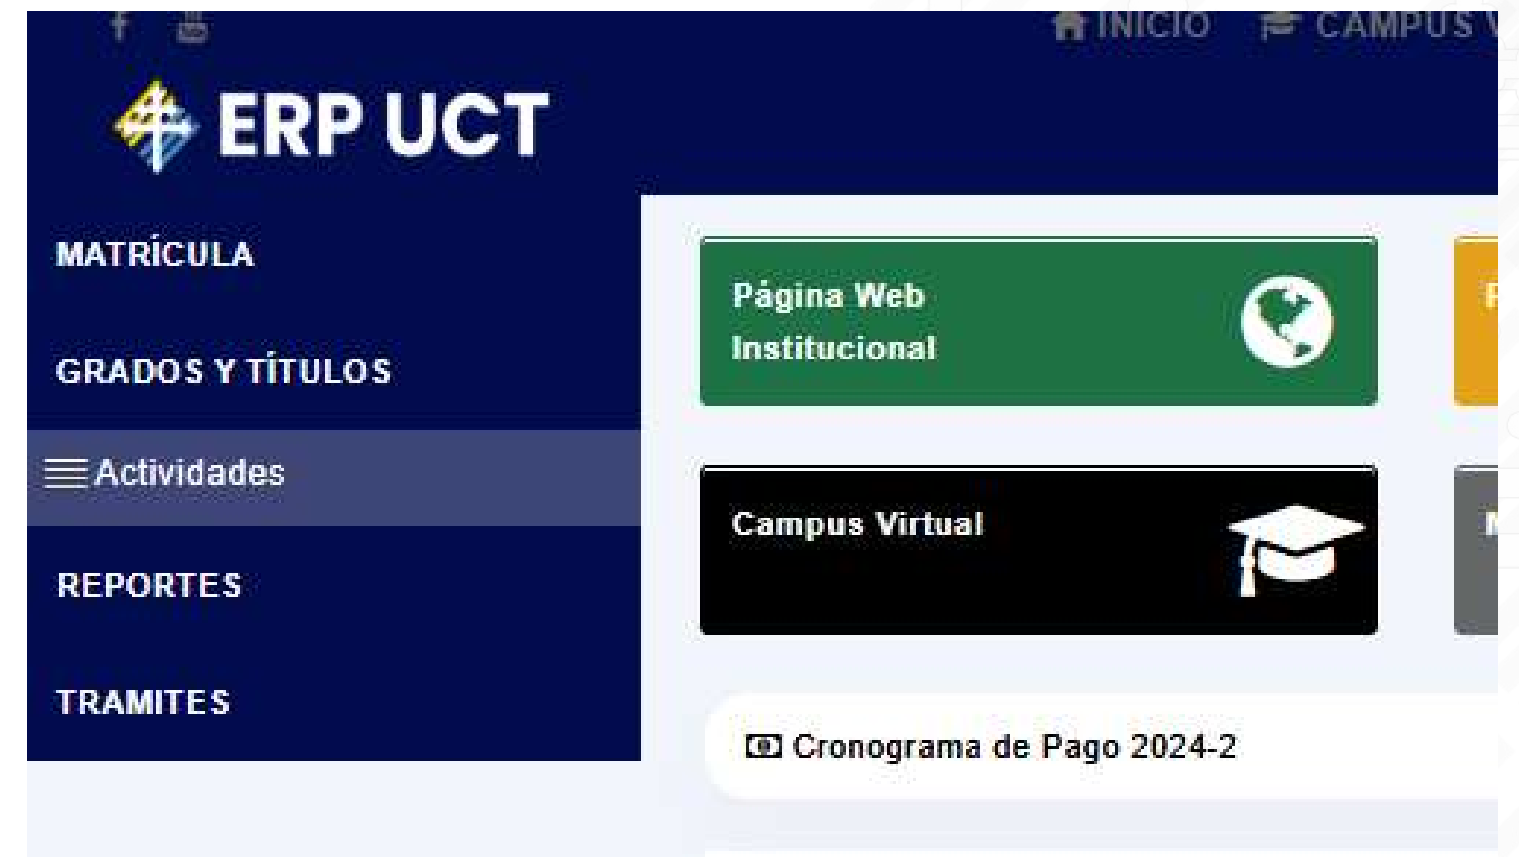 INICIO CAMPUS
ERP UCT
MATRÍCULA
GRADOS Y TÍTULOS
Actividades
REPORTES
TRAMITES
Página Web
Institucional
Campus Virtual
Cronograma de Pago 2024-2